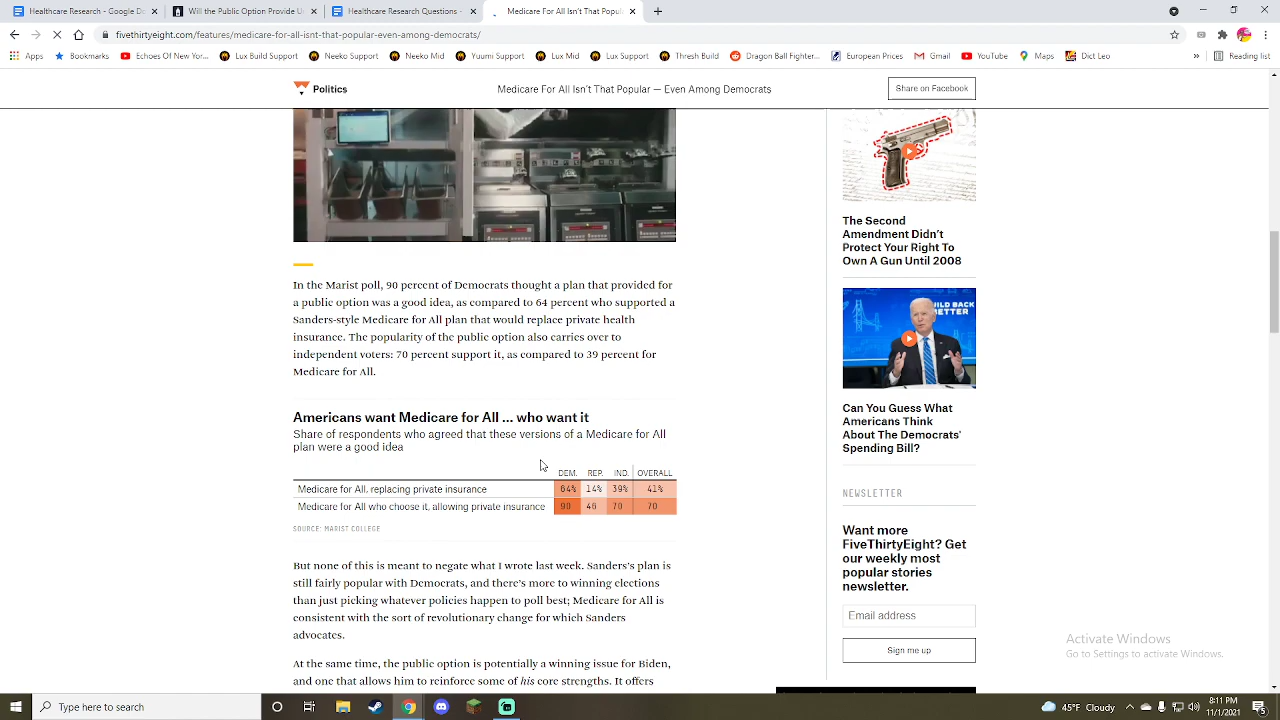 Healthcare Research - Google D
Will the Public Option Provide U
Healthcare Research Questions -
Medicare For All Isn't That Popul
fivethirtyeight.com/features/medicare-for-all-isnt-that-popular-even-among-democrats/
Apps
Bookmarks
Echoes Of New Yor...
Lux Build Support
Neeko Support
Neeko Mid
Yuumi Support
Lux Mid
Lux Support
Thresh Build
Dragon Ball Fighter...
European Prices
Gmail
YouTube
Maps
Dict Leo
»
Reading list
Politics
Medicare For All Isn't That Popular — Even Among Democrats
Share on Facebook
In the Marist poll, 90 percent of Democrats thought a plan that provided for
a public option was a good idea, as compared to 64 percent who supported a
Sanders-style Medicare for All plan that would replace private health
insurance. The popularity of the public option also carries over to
independent voters: 70 percent support it, as compared to 39 percent for
Medicare for All.
Americans want Medicare for All ... who want it
Share of respondents who agreed that these versions of a Medicare for All
plan were a good idea
DEM. REP. IND. OVERALL
Medicare for All, replacing private insurance 64% 14% 39% 41%
Medicare for All who choose it, allowing private insurance 90 46 70 70
SOURCE: MARIST COLLEGE
But none of this is meant to negate what I wrote last week. Sanders's plan is
still fairly popular with Democrats, and there's more to winning elections
than just picking whatever policies happen to poll best; Medicare for All is
consistent with the sort of revolutionary change for which Sanders
advocates.
At the same time, the public option is potentially a winning issue for Biden,
and one that allows him to reinforce some of his core strengths. It offers
The Second
Amendment Didn't
Protect Your Right To
Own A Gun Until 2008
BUILD BACK
BETTER
Can You Guess What
Americans Think
About The Democrats'
Spending Bill?
NEWSLETTER
Want more
FiveThirtyEight? Get
our weekly most
popular stories
newsletter.
Email address
Sign me up
Activate Windows
Go to Settings to activate Windows.
Type here to search
45°F Cloudy
8:11 PM
11/1/2021